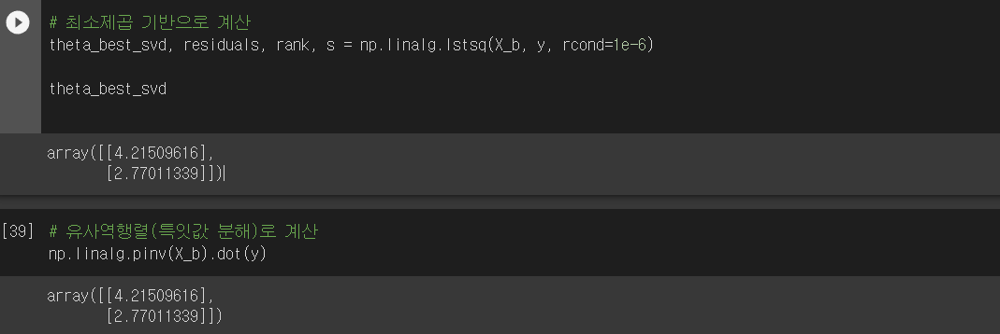 # 최소제곱 기반으로 계산
theta_best_svd, residuals, rank, s = np.linalg.lstsq(X_b, y, rcond=1e-6)
theta_best_svd
array([[4.21509616],
[2.77011339]])
[39] # 유사역행렬(특잇값 분해)로 계산
np.linalg.pinv(X_b).dot(y)
array([[4.21509616],
[2.77011339]])